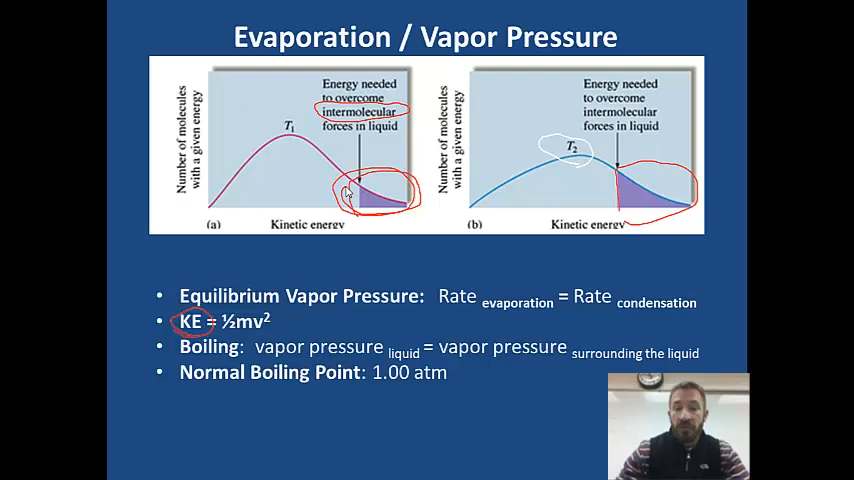 Evaporation / Vapor Pressure
Number of molecules
with a given energy
Energy needed
to overcome
intermolecular
forces in liquid
T1
(a)
Kinetic energy
Number of molecules
with a given energy
Energy needed
to overcome
intermolecular
forces in liquid
T2
(b)
Kinetic energy
• Equilibrium Vapor Pressure: Rate evaporation = Rate condensation
• KE = ½mv²
• Boiling: vapor pressure liquid = vapor pressure surrounding the liquid
• Normal Boiling Point: 1.00 atm